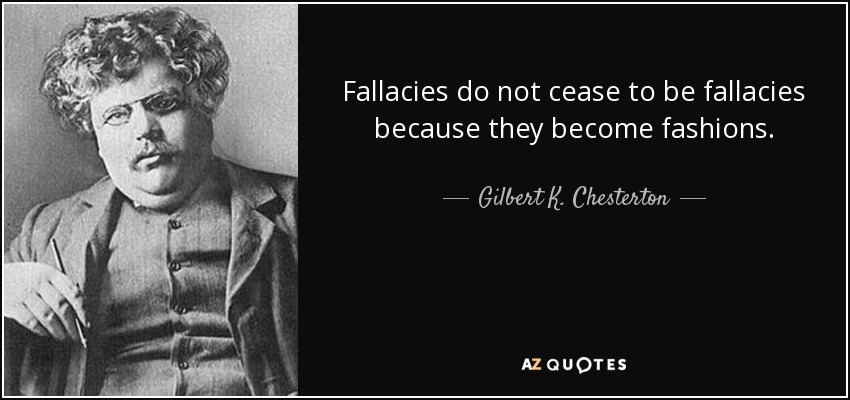 Fallacies do not cease to be fallacies
because they become fashions.
Gilbert K. Chesterton
AZ QUOTES